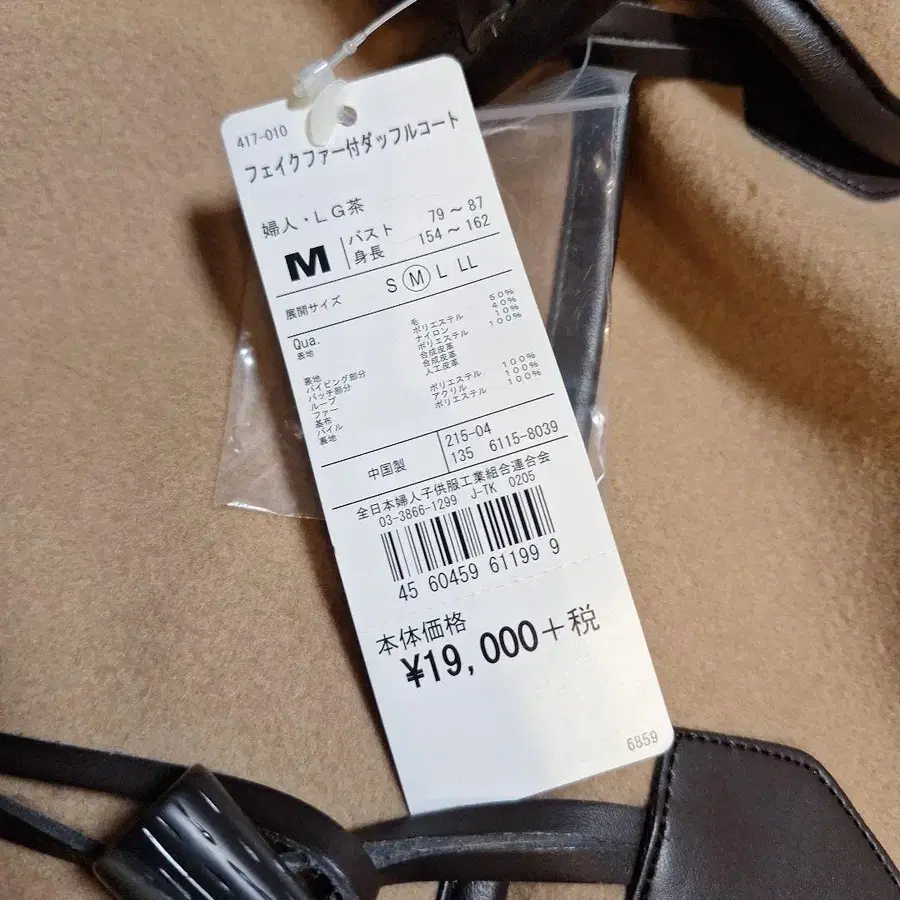 417-010
フェイクファー付ダッフルコート
婦人・LG茶
M
バスト 79～87
身長 154～162
展開サイズ S M L LL
Qua.
表地 毛 50%
ポリエステル 40%
ナイロン 10%
裏地 ポリエステル 100%
パイピング部分 合成皮革
パッチ部分 合成皮革
ループ 人工皮革
ファー
基布 ポリエステル 100%
パイル アクリル 100%
裏地 ポリエステル 100%
中国製
215-04
135 6115-8039
全日本婦人子供服工業組合連合会
03-3866-1299 J-TK 0205
45 60459 61199 9
本体価格
¥19,000+税
6859